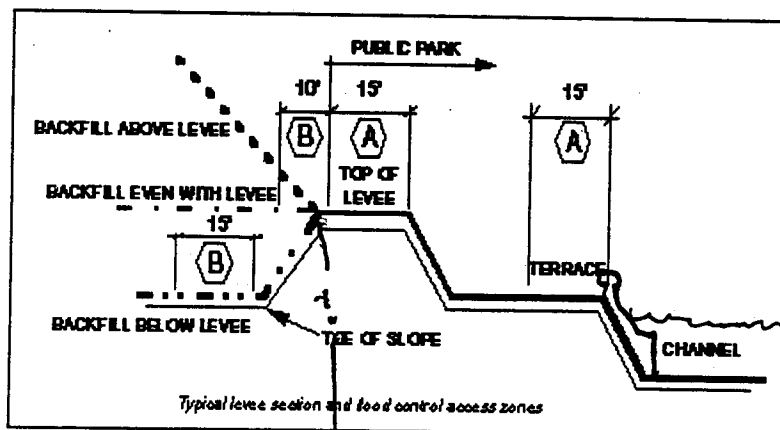 PUBLIC PARK
10' 15' 15'
B A A
BACKFILL ABOVE LEVEE
TOP OF
LEVEE
BACKFILL EVEN WITH LEVEE
15'
B
TERRACE
BACKFILL BELOW LEVEE
TOE OF SLOPE
CHANNEL
Typical levee section and flood control access zones